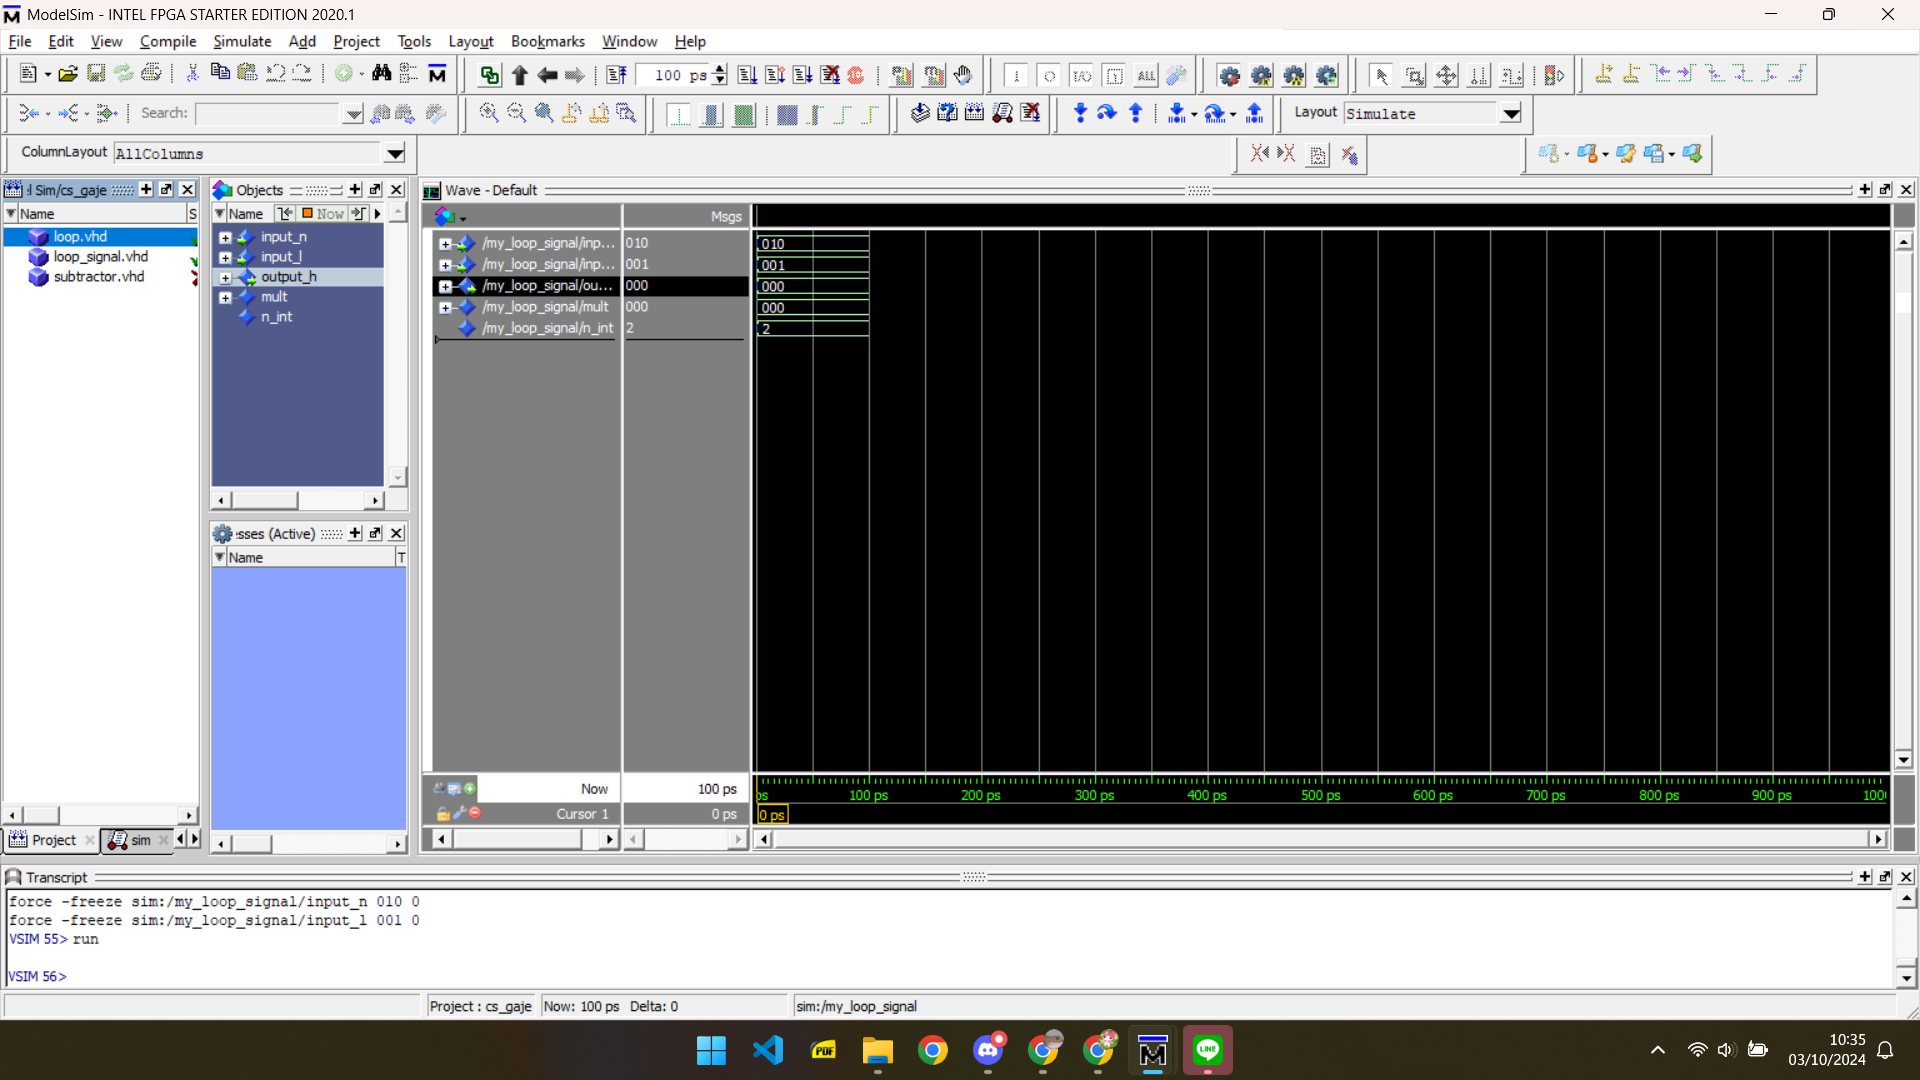 ModelSim - INTEL FPGA STARTER EDITION 2020.1
File Edit View Compile Simulate Add Project Tools Layout Bookmarks Window Help
100 ps
ALL
Search:
Layout Simulate
ColumnLayout AllColumns
Sim/cs_gaje
Name S
loop.vhd
loop_signal.vhd
subtractor.vhd
Project sim
Objects
Name Now
input_n
input_l
output_h
mult
n_int
sses (Active)
Name T
Wave - Default
Msgs
/my_loop_signal/inp... 010 010
/my_loop_signal/inp... 001 001
/my_loop_signal/ou... 000 000
/my_loop_signal/mult 000 000
/my_loop_signal/n_int 2 2
Now 100 ps
ps 100 ps 200 ps 300 ps 400 ps 500 ps 600 ps 700 ps 800 ps 900 ps 100
Cursor 1 0 ps 0 ps
Transcript
force -freeze sim:/my_loop_signal/input_n 010 0
force -freeze sim:/my_loop_signal/input_l 001 0
VSIM 55> run
VSIM 56>
Project : cs_gaje Now: 100 ps Delta: 0 sim:/my_loop_signal
PDF
LINE
10:35
03/10/2024